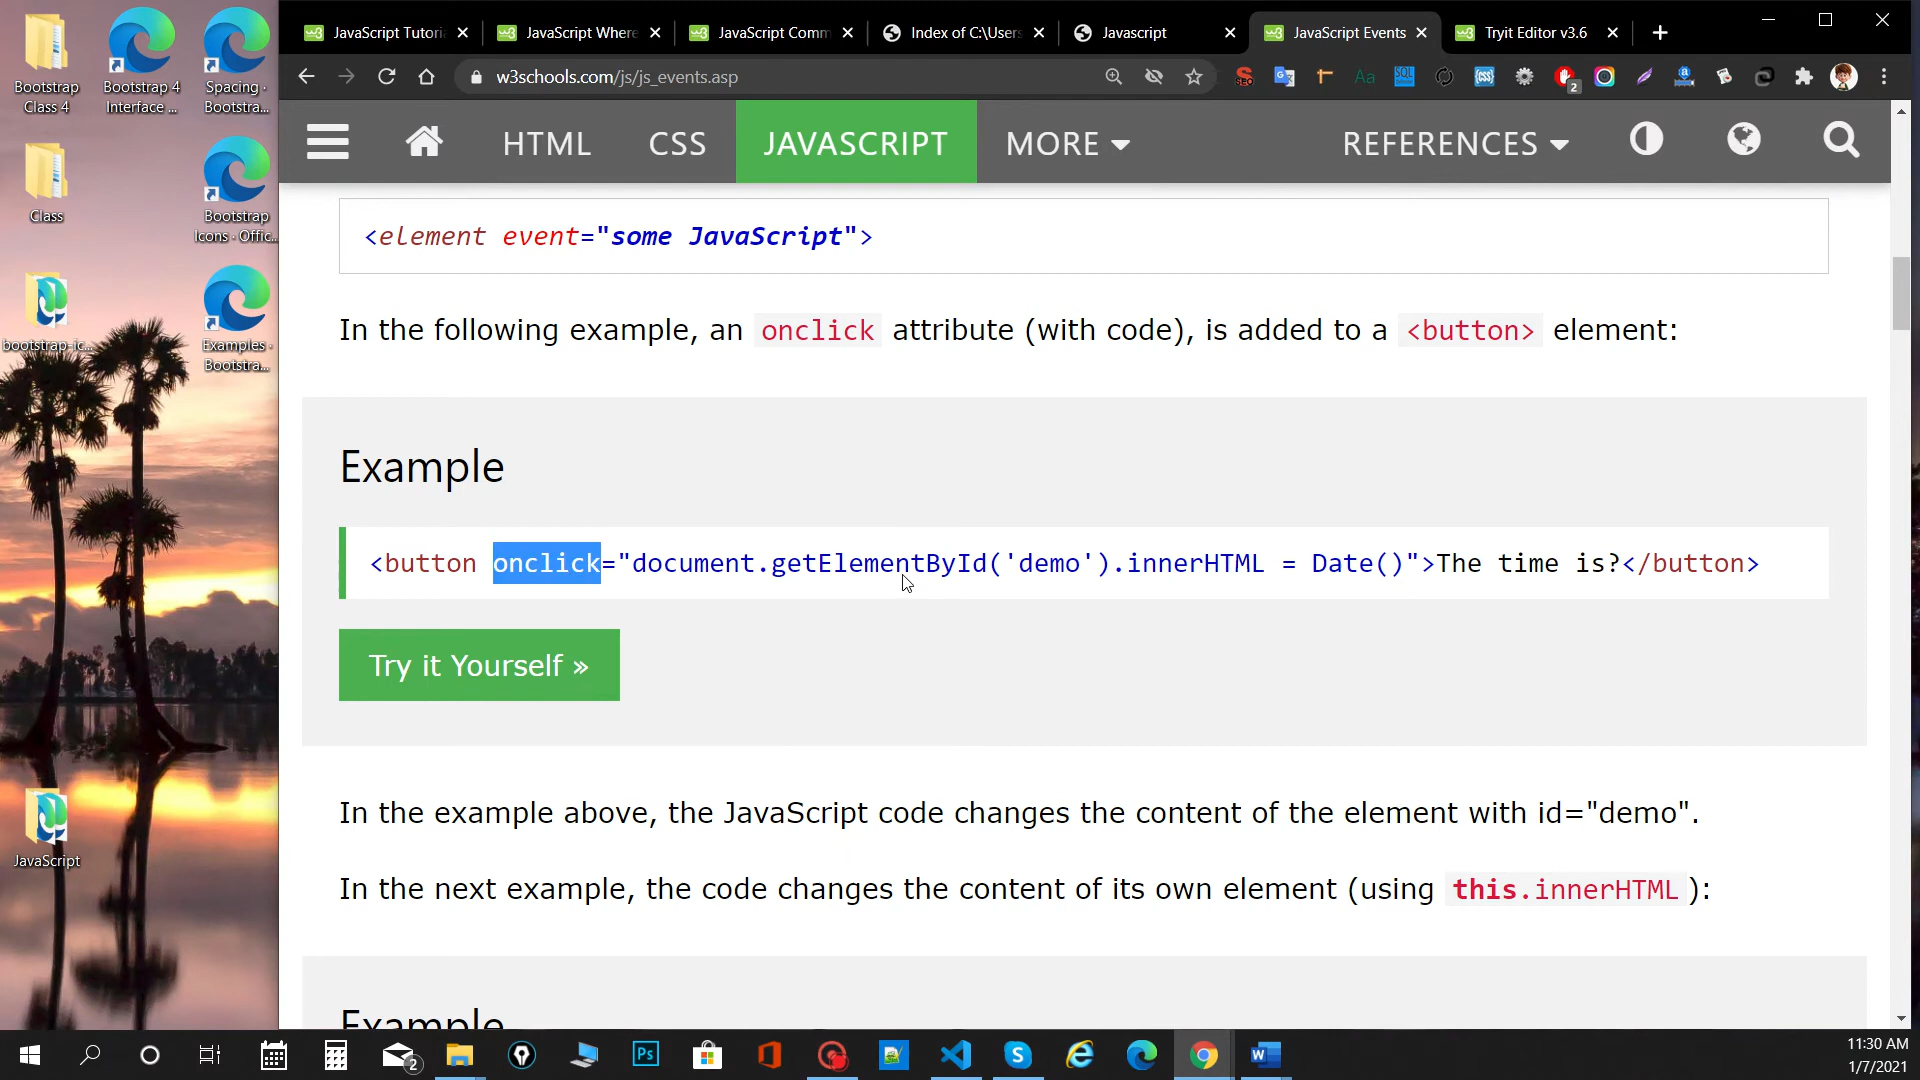 JavaScript Tutori
JavaScript Where
JavaScript Comm
Index of C:\Users
Javascript
JavaScript Events
Tryit Editor v3.6
w3schools.com/js/js_events.asp
2
HTML
CSS
JAVASCRIPT
MORE
REFERENCES
Bootstrap
Class 4
Bootstrap 4
Interface ...
Spacing ·
Bootstra...
Class
Bootstrap
Icons · Offic...
bootstrap-ic...
Examples ·
Bootstra...
JavaScript
<element event="some JavaScript">
In the following example, an onclick attribute (with code), is added to a <button> element:
Example
<button onclick="document.getElementById('demo').innerHTML = Date()">The time is?</button>
Try it Yourself »
In the example above, the JavaScript code changes the content of the element with id="demo".
In the next example, the code changes the content of its own element (using this.innerHTML):
Example
2
Ps
11:30 AM
1/7/2021